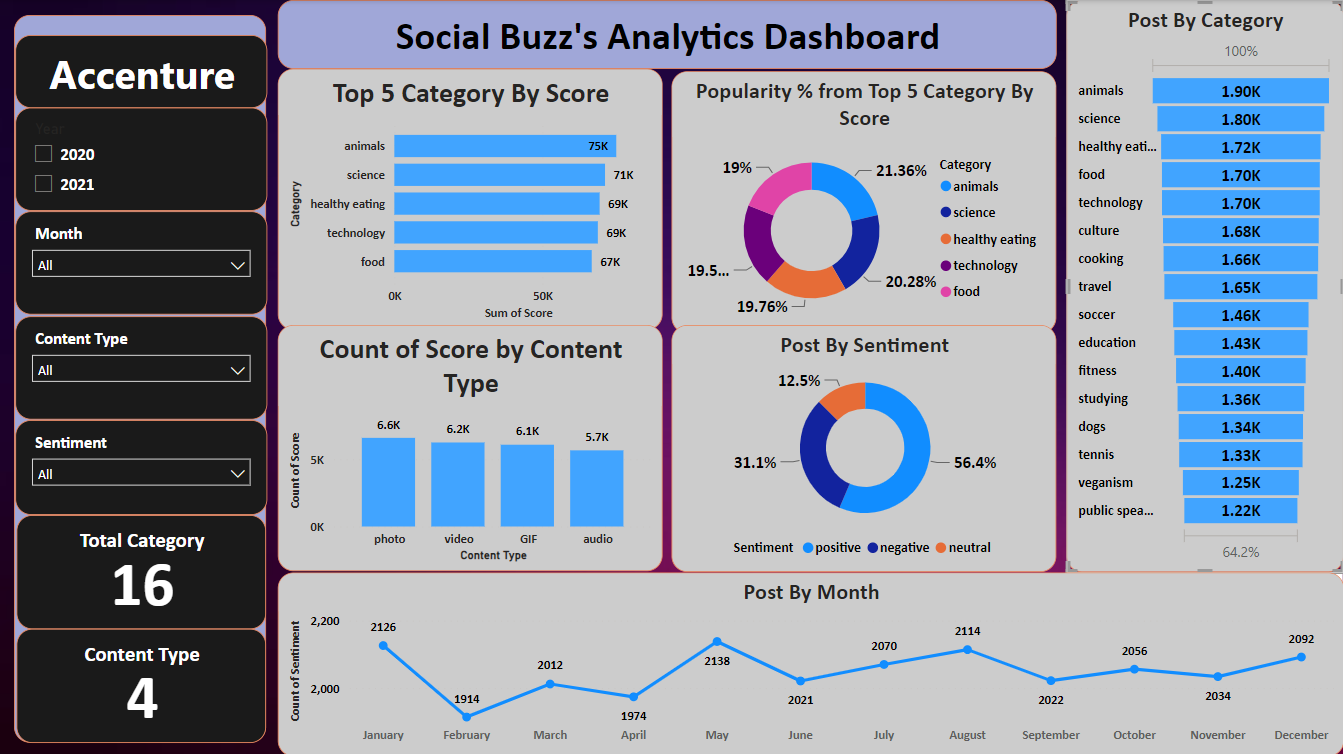 Social Buzz's Analytics Dashboard
Accenture
Year
2020
2021
Month
All
Content Type
All
Sentiment
All
Total Category
16
Content Type
4
Top 5 Category By Score
Category
animals 75K
science 71K
healthy eating 69K
technology 69K
food 67K
0K 50K
Sum of Score
Popularity % from Top 5 Category By
Score
19%
21.36%
19.5...
20.28%
19.76%
Category
animals
science
healthy eating
technology
food
Count of Score by Content
Type
Count of Score
5K
0K
6.6K 6.2K 6.1K 5.7K
photo video GIF audio
Content Type
Post By Sentiment
12.5%
31.1%
56.4%
Sentiment positive negative neutral
Post By Category
100%
animals 1.90K
science 1.80K
healthy eati... 1.72K
food 1.70K
technology 1.70K
culture 1.68K
cooking 1.66K
travel 1.65K
soccer 1.46K
education 1.43K
fitness 1.40K
studying 1.36K
dogs 1.34K
tennis 1.33K
veganism 1.25K
public spea... 1.22K
64.2%
Post By Month
Count of Sentiment
2,200
2,000
2126 1914 2012 1974 2138 2021 2070 2114 2022 2056 2034 2092
January February March April May June July August September October November December